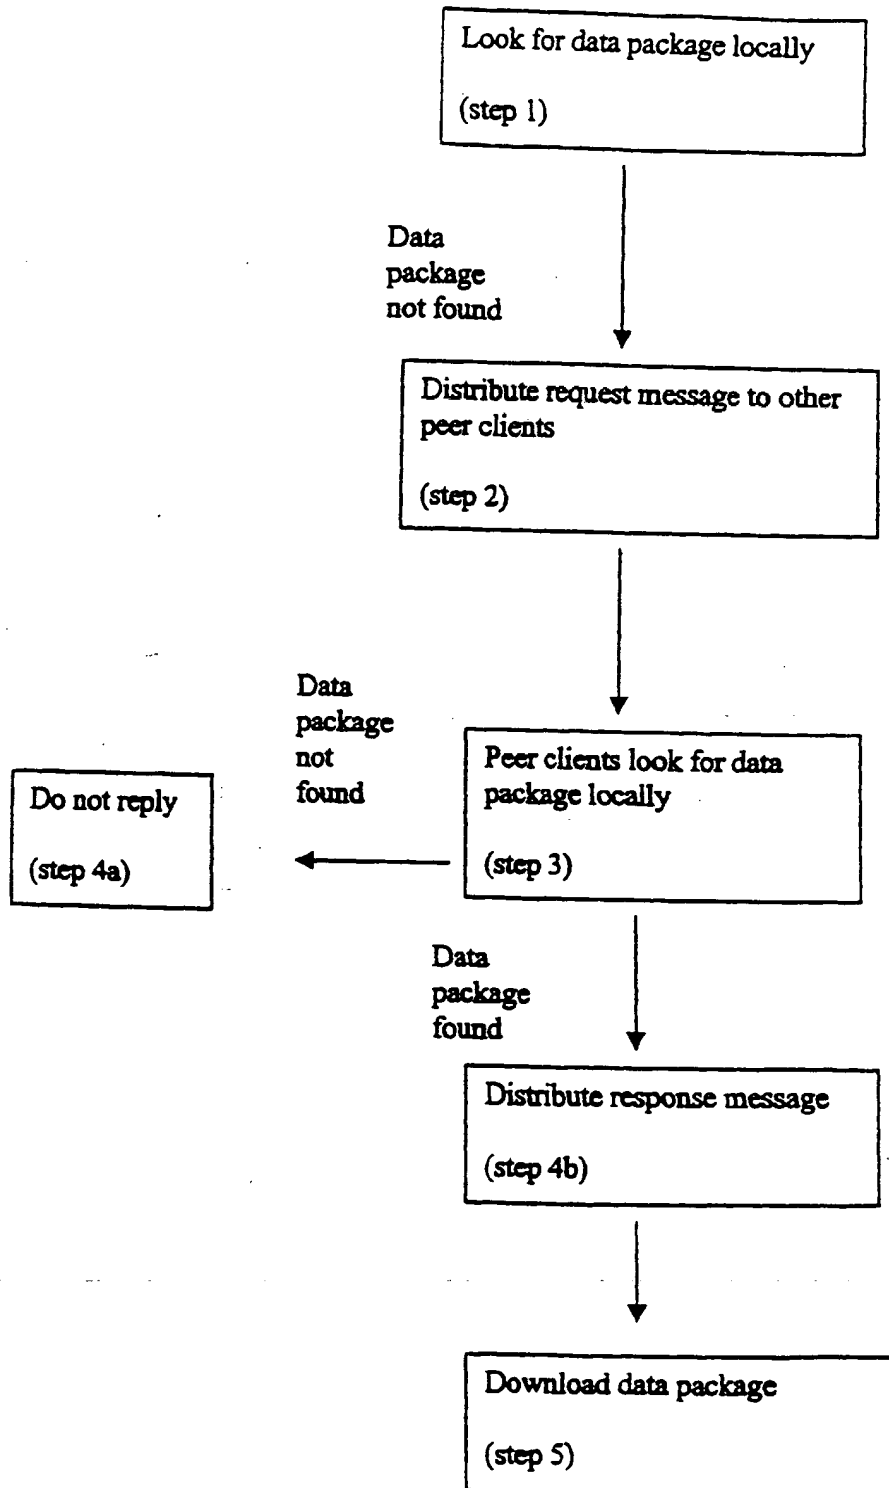 Look for data package locally
(step 1)
Data
package
not found
Distribute request message to other
peer clients
(step 2)
Data
package
not
found
Peer clients look for data
package locally
(step 3)
Do not reply
(step 4a)
Data
package
found
Distribute response message
(step 4b)
Download data package
(step 5)